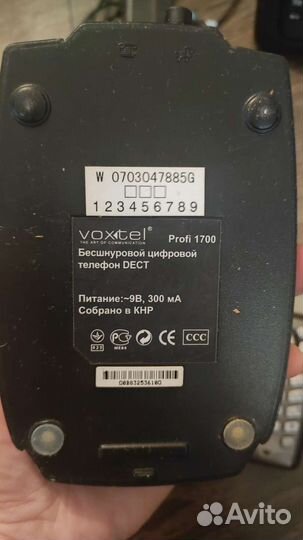 W 0703047885G
□□□
123456789
voxtel
THE ART OF COMMUNICATION
Profi 1700
Бесшнуровой цифровой
телефон DECT
Питание:~9В, 300 мА
Собрано в КНР
CE
CCC
Avito